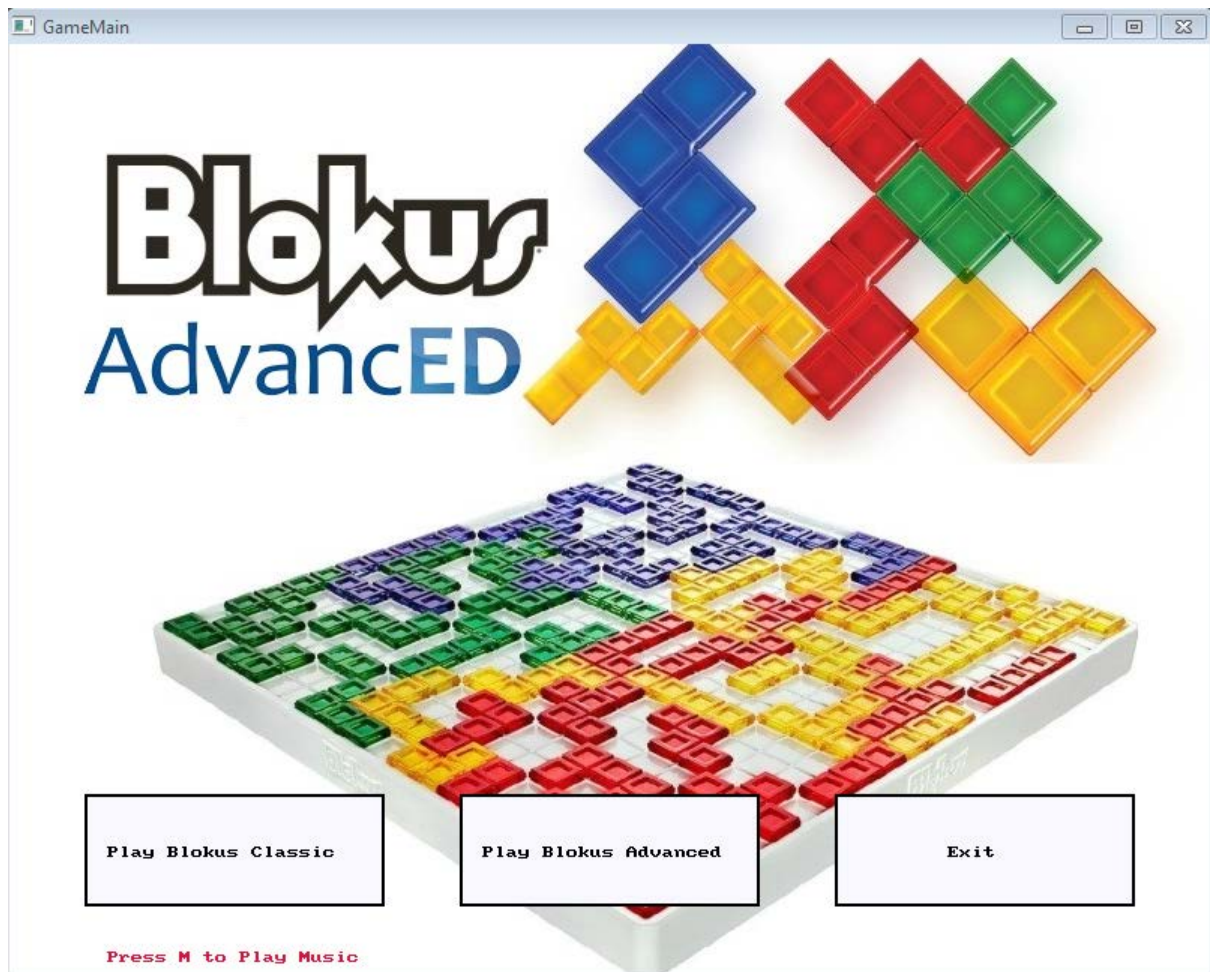 GameMain
Blokus
AdvancED
Play Blokus Classic
Play Blokus Advanced
Exit
Press M to Play Music